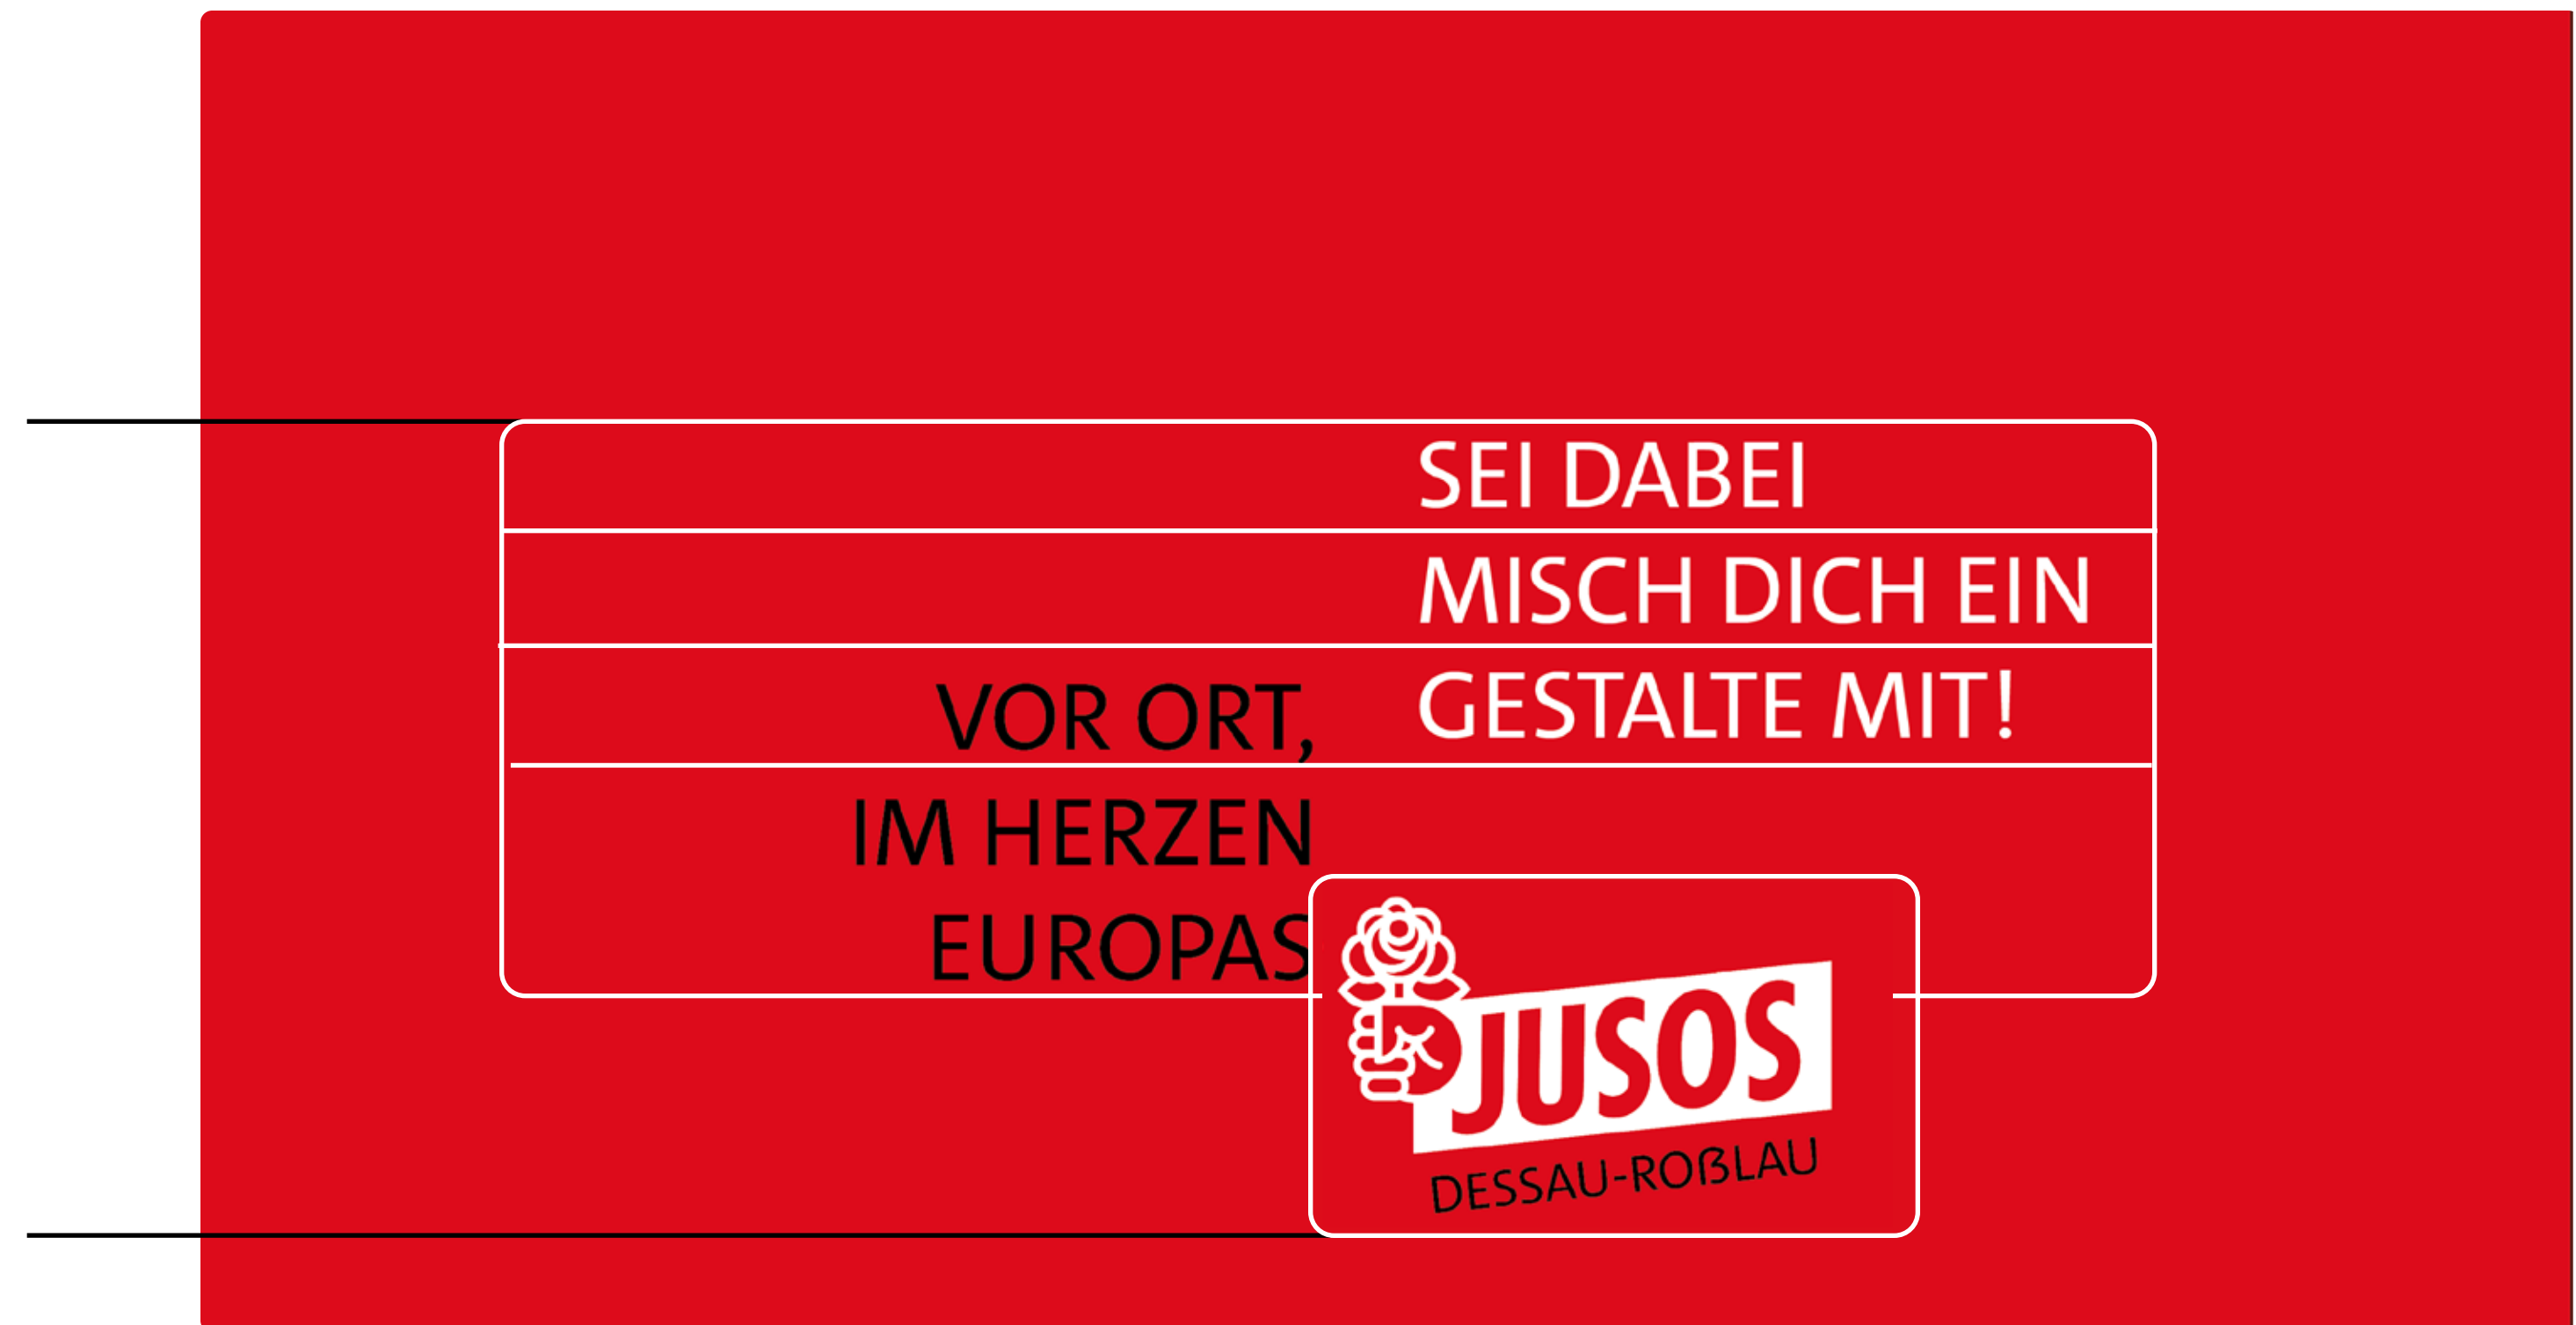 SEI DABEI
MISCH DICH EIN
GESTALTE MIT!
VOR ORT,
IM HERZEN
EUROPAS
JUSOS
DESSAU-ROßLAU